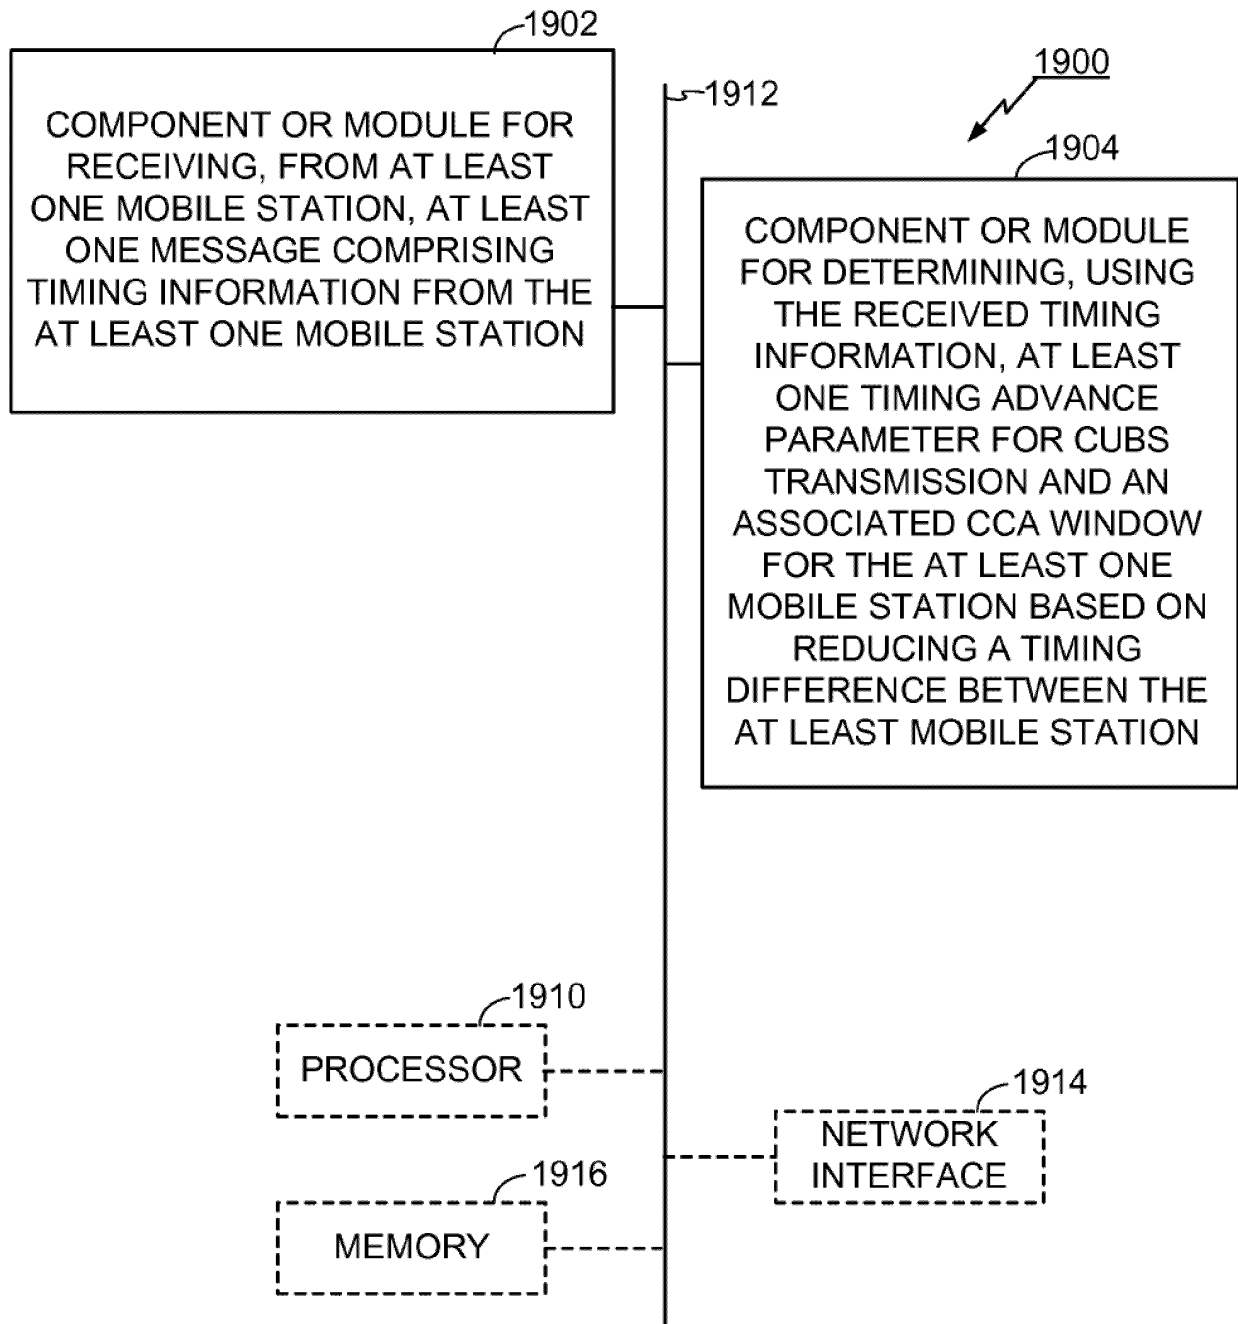 1902
COMPONENT OR MODULE FOR
RECEIVING, FROM AT LEAST
ONE MOBILE STATION, AT LEAST
ONE MESSAGE COMPRISING
TIMING INFORMATION FROM THE
AT LEAST ONE MOBILE STATION
1912
1900
1904
COMPONENT OR MODULE
FOR DETERMINING, USING
THE RECEIVED TIMING
INFORMATION, AT LEAST
ONE TIMING ADVANCE
PARAMETER FOR CUBS
TRANSMISSION AND AN
ASSOCIATED CCA WINDOW
FOR THE AT LEAST ONE
MOBILE STATION BASED ON
REDUCING A TIMING
DIFFERENCE BETWEEN THE
AT LEAST MOBILE STATION
1910
PROCESSOR
1914
NETWORK
INTERFACE
1916
MEMORY